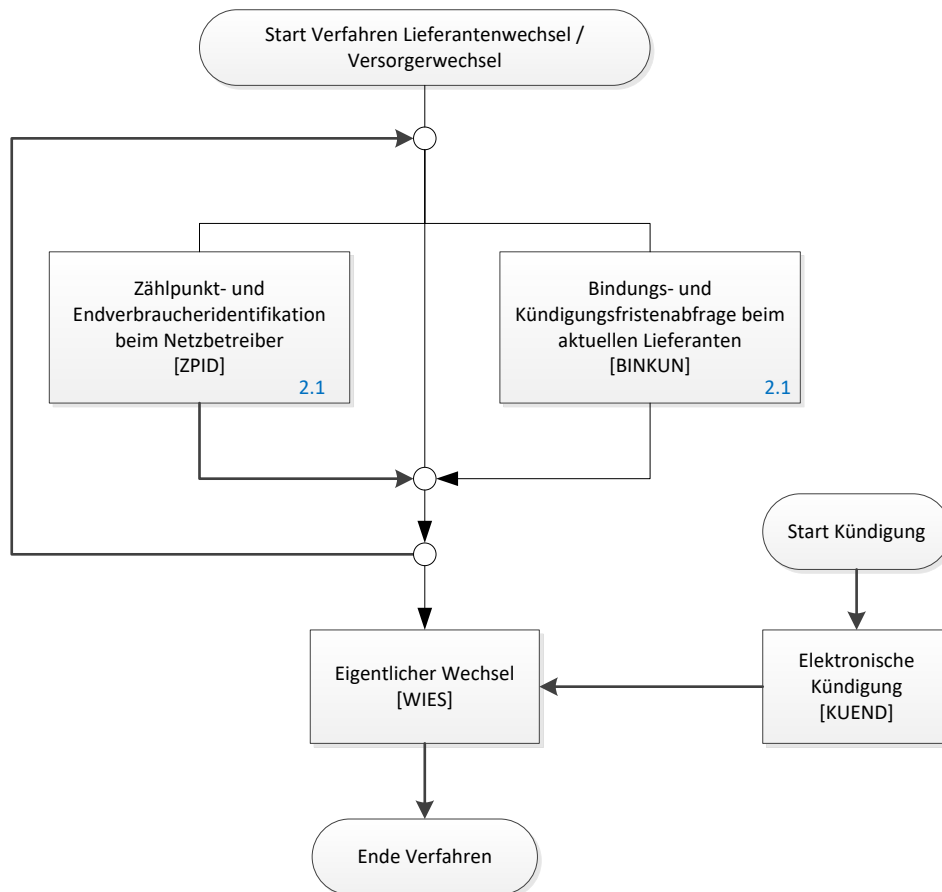 Start Verfahren Lieferantenwechsel /
Versorgerwechsel
Zählpunkt- und
Endverbraucheridentifikation
beim Netzbetreiber
[ZPID]
2.1
Bindungs- und
Kündigungsfristenabfrage beim
aktuellen Lieferanten
[BINKUN]
2.1
Start Kündigung
Eigentlicher Wechsel
[WIES]
Elektronische
Kündigung
[KUEND]
Ende Verfahren